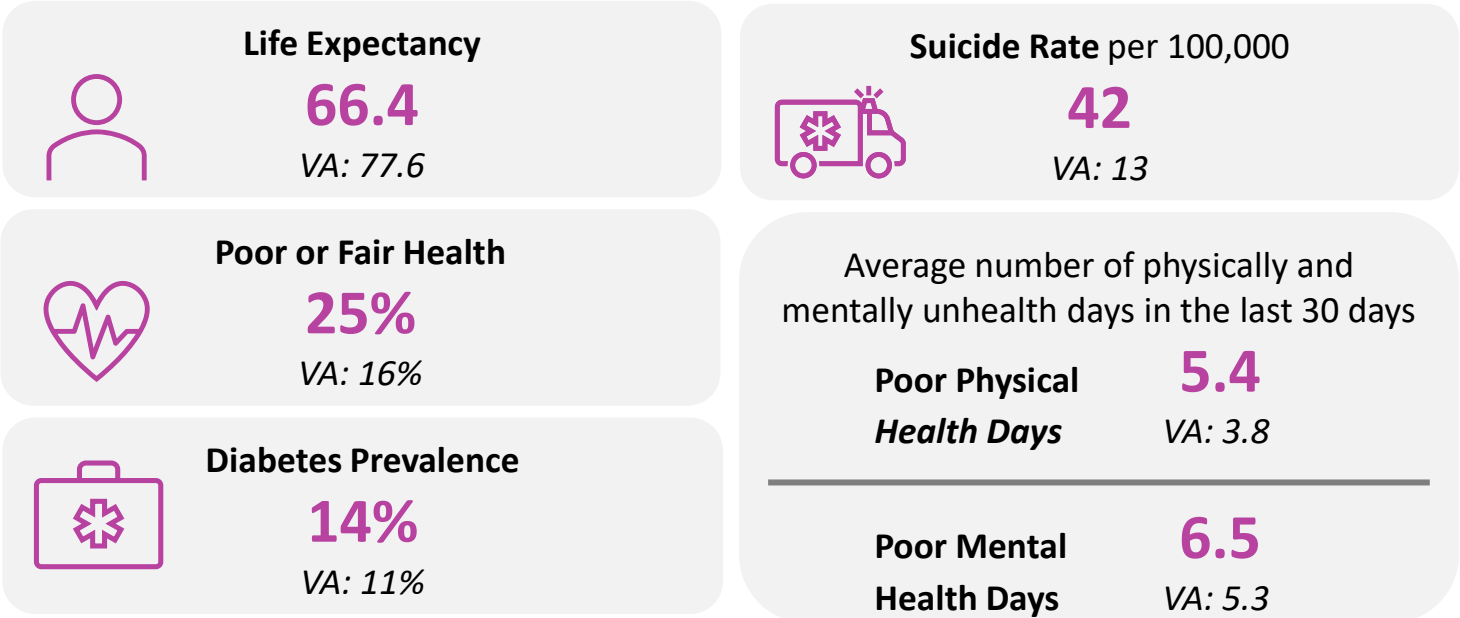 Life Expectancy
66.4
VA: 77.6
Poor or Fair Health
25%
VA: 16%
Diabetes Prevalence
14%
VA: 11%
Suicide Rate per 100,000
42
VA: 13
Average number of physically and
mentally unhealth days in the last 30 days
Poor Physical 5.4
Health Days VA: 3.8
Poor Mental 6.5
Health Days VA: 5.3